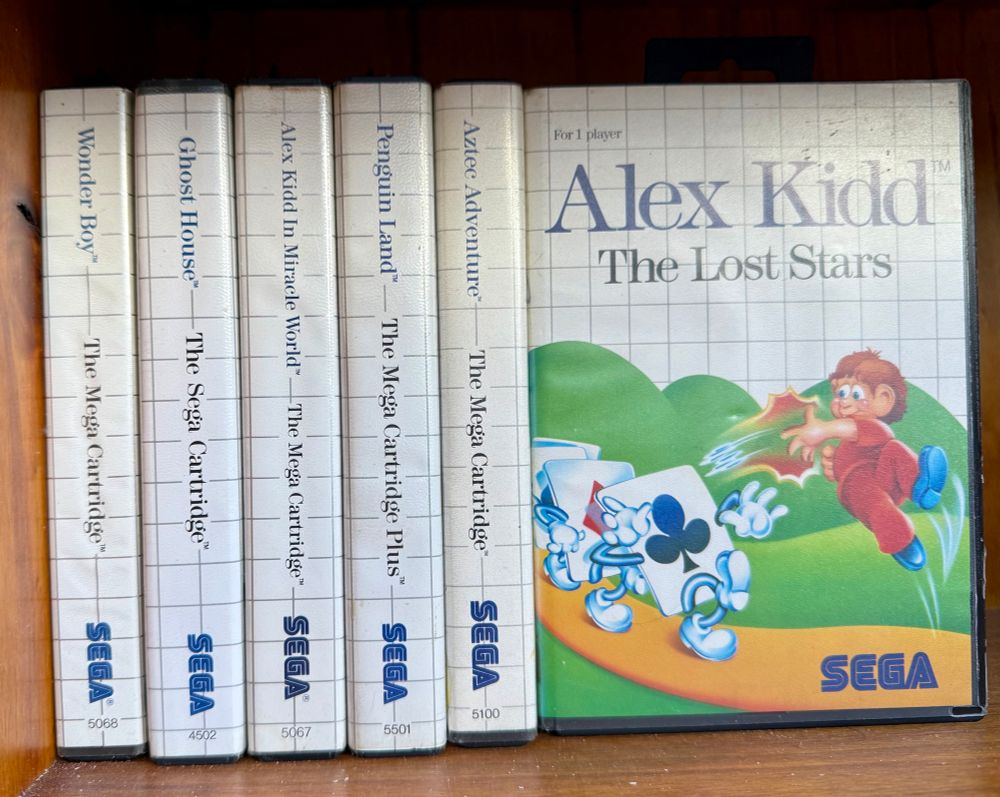 Wonder Boy™ — The Mega Cartridge™
SEGA
5068
Ghost House™ — The Sega Cartridge™
SEGA
4502
Alex Kidd In Miracle World™ — The Mega Cartridge™
SEGA®
5067
Penguin Land™ — The Mega Cartridge Plus™
SEGA
5501
Aztec Adventure™ — The Mega Cartridge™
SEGA
5100
For 1 player
Alex Kidd™
The Lost Stars
SEGA